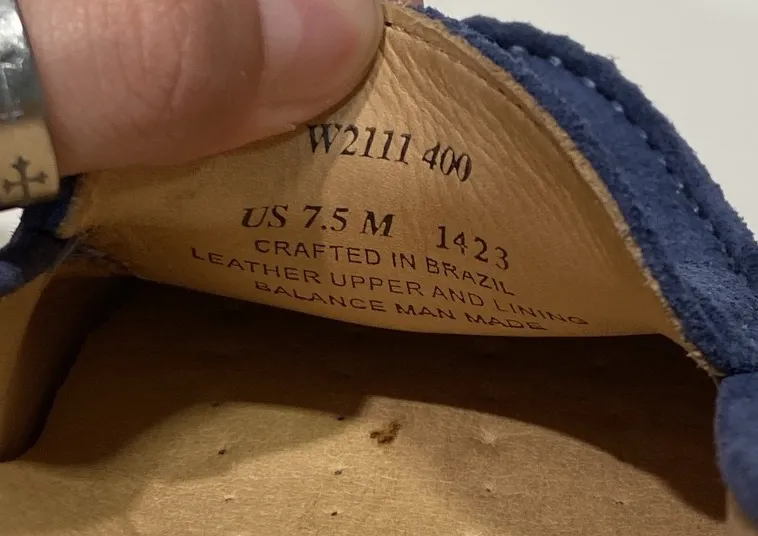 W2111 400
US 7.5 M 1423
CRAFTED IN BRAZIL
LEATHER UPPER AND LINING
BALANCE MAN MADE